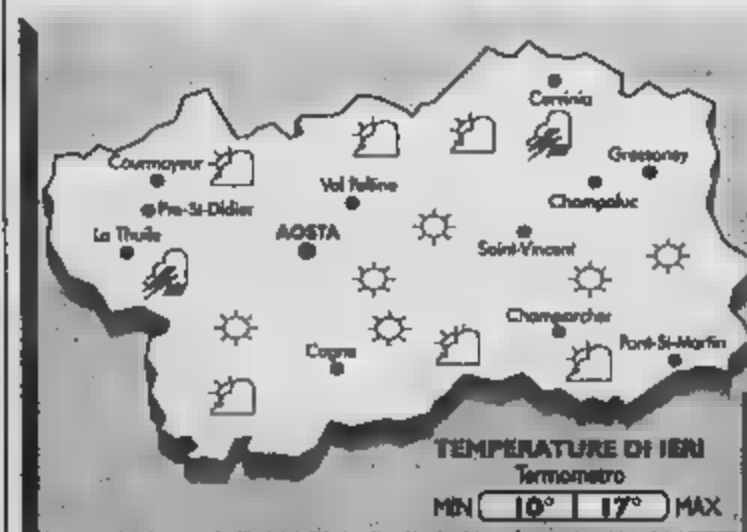 Cervinia
Courmayeur
Gressoney
Val Pelline
Champoluc
Pre-St-Didier
La Thuile
AOSTA
Saint-Vincent
Champorcher
Cogne
Pont-St-Martin
TEMPERATURE DI IERI
Termometro
MIN 10° 17° MAX